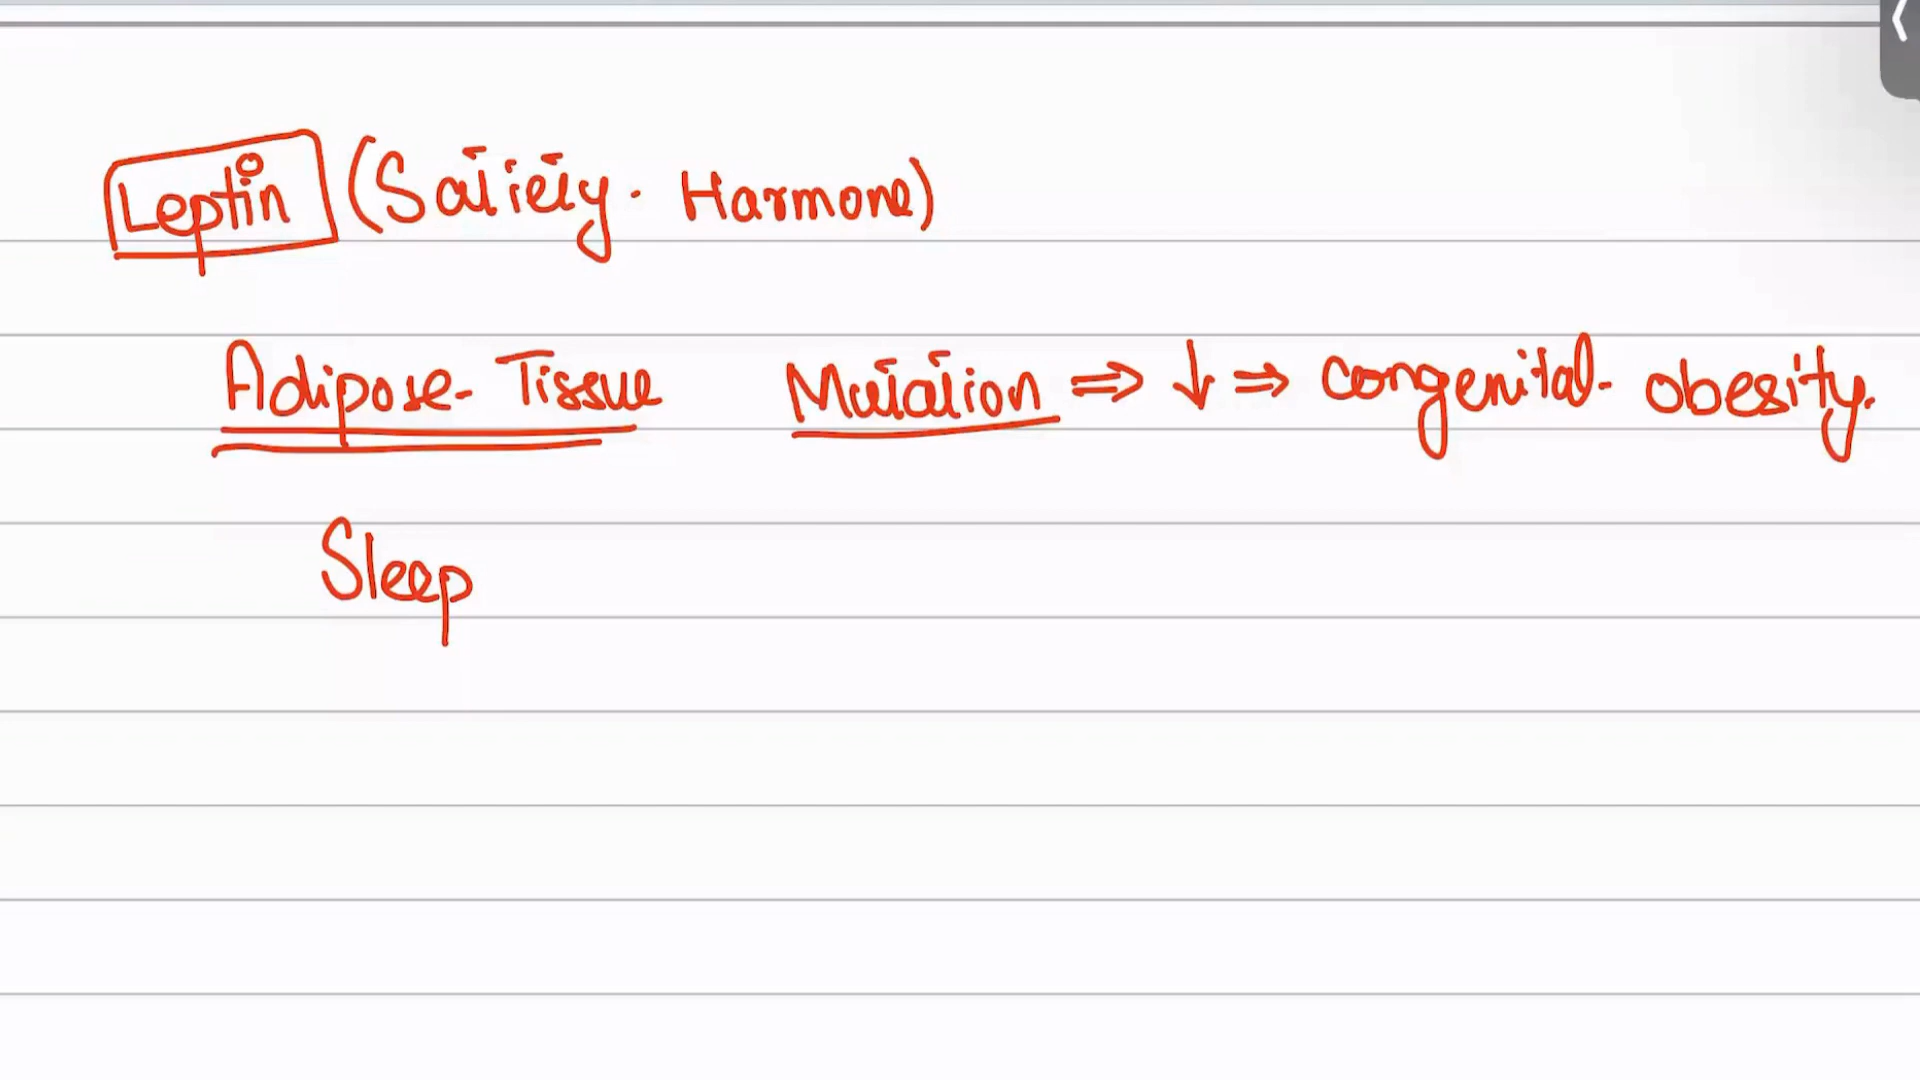 Leptin (Satiety. Harmone)
Adipose- Tissue Mutation ⇒ ↓ ⇒ congenital- obesity.
Sleep